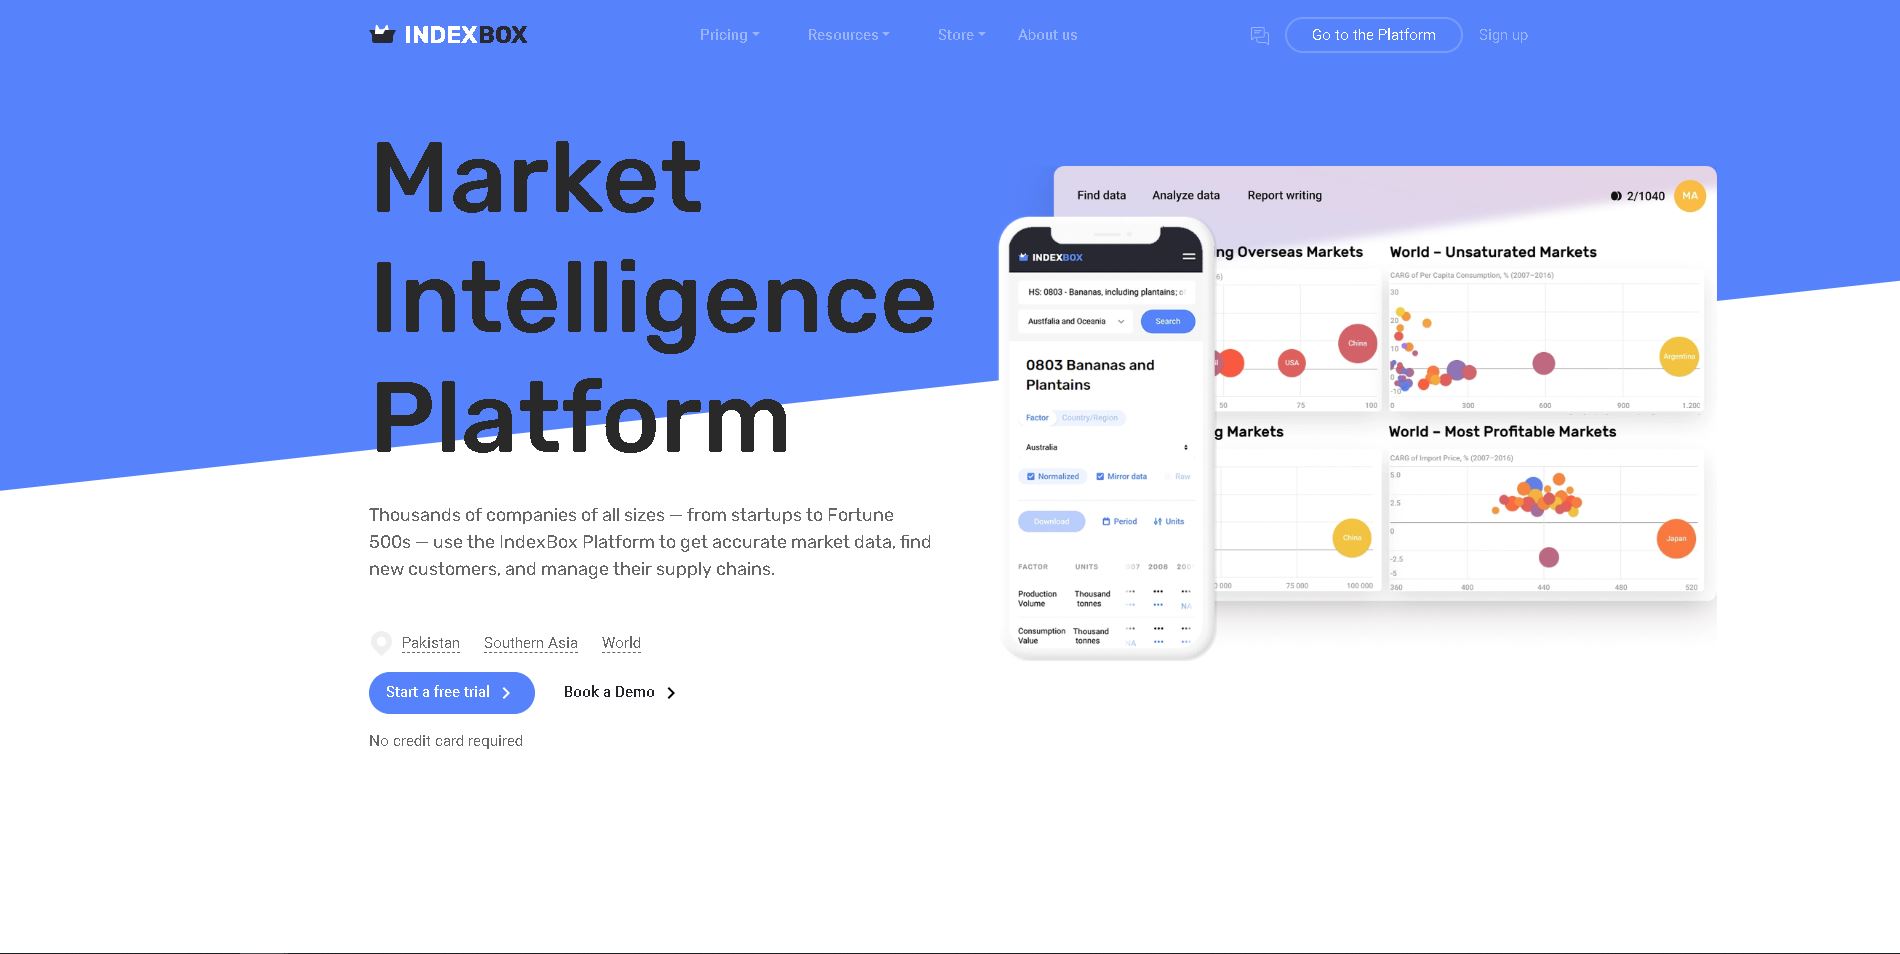 INDEXBOX
Pricing
Resources
Store
About us
Go to the Platform
Sign up
Market
Intelligence
Platform
Thousands of companies of all sizes — from startups to Fortune
500s — use the IndexBox Platform to get accurate market data, find
new customers, and manage their supply chains.
Pakistan Southern Asia World
Start a free trial
Book a Demo
No credit card required
Find data Analyze data Report writing
2/1040
MA
INDEXBOX
HS: 0803 - Bananas, including plantains;
Austfalia and Oceania
Search
0803 Bananas and
Plantains
Factor Country/Region
Australia
Normalized Mirror data Raw
Download Period Units
FACTOR UNITS 007 2008 200
Production
Volume
Thousand
tonnes
NA
Consumption
Value
Thousand
tonnes
NA
ng Overseas Markets
6)
China
USA
50 75 100
World – Unsaturated Markets
CARG of Per Capita Consumption, % (2007–2016)
30
20
10
0
-10
Argentina
0 300 600 900 1.200
g Markets
China
0 000 75 000 100 000
World – Most Profitable Markets
CARG of Import Price, % (2007–2016)
5.0
2.5
0
-2.5
-5
Japan
360 400 440 480 520